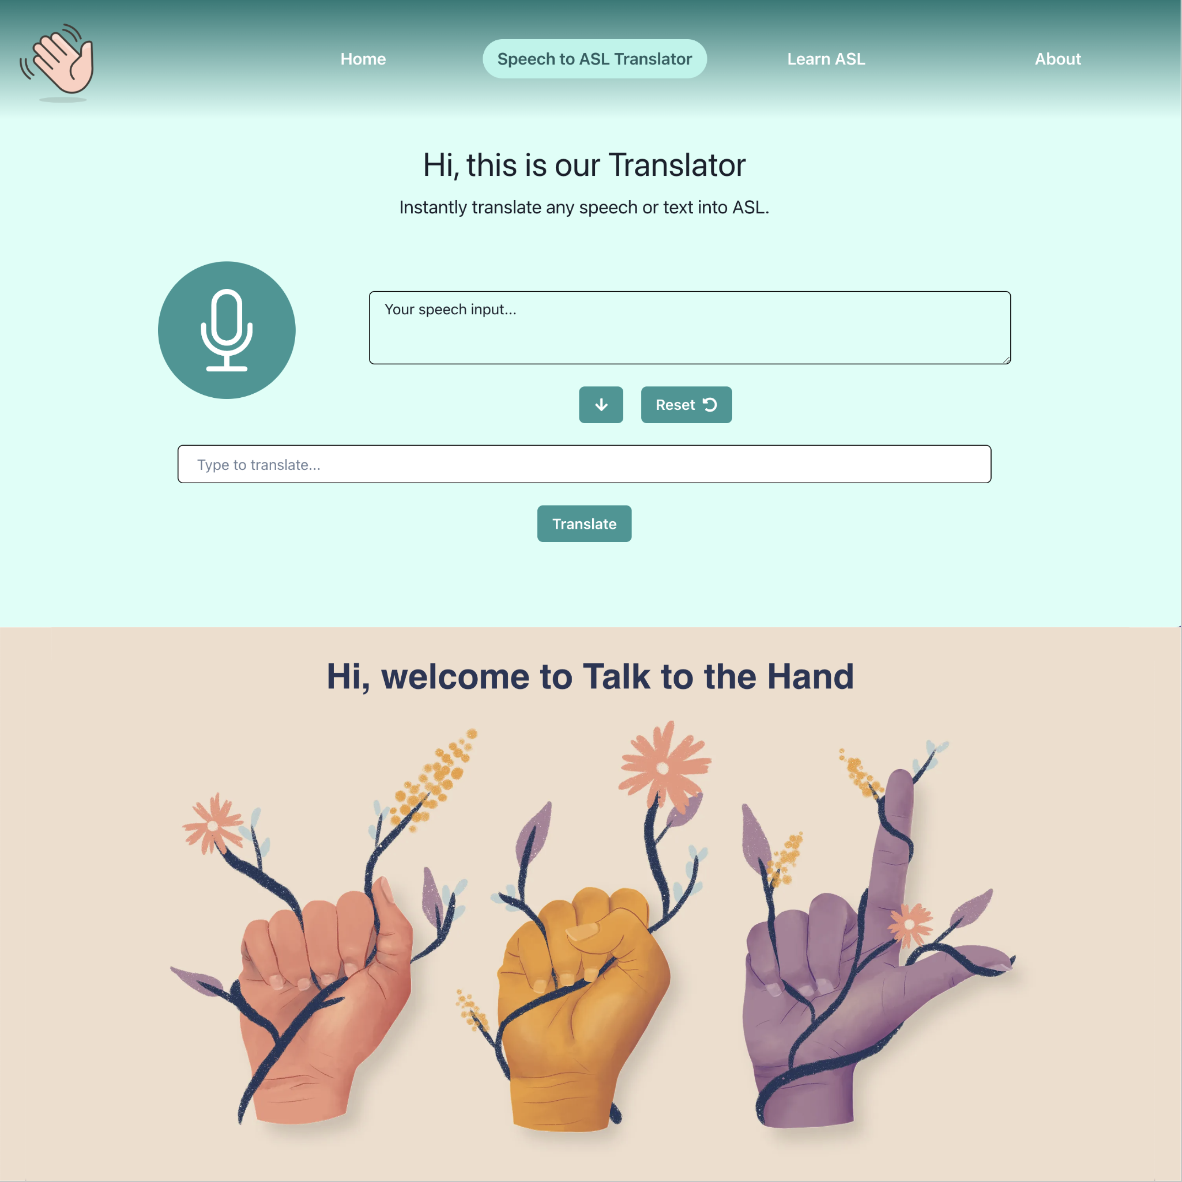 Home
Speech to ASL Translator
Learn ASL
About
Hi, this is our Translator
Instantly translate any speech or text into ASL.
Your speech input...
Reset
Type to translate...
Translate
Hi, welcome to Talk to the Hand